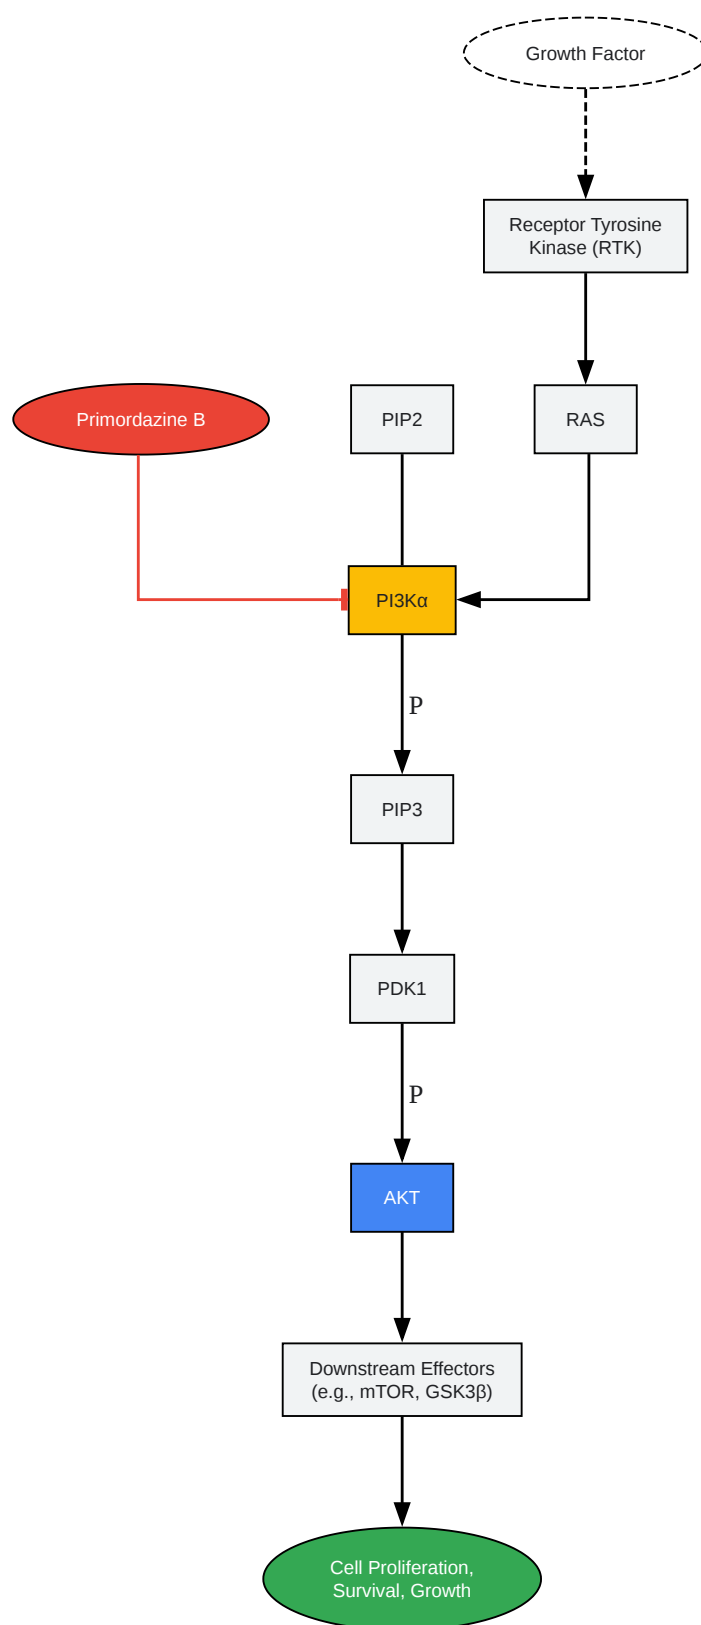 Growth Factor
Receptor Tyrosine
Kinase (RTK)
Primordazine B
PIP2
RAS
PI3Kα
P
PIP3
PDK1
P
AKT
Downstream Effectors
(e.g., mTOR, GSK3β)
Cell Proliferation,
Survival, Growth